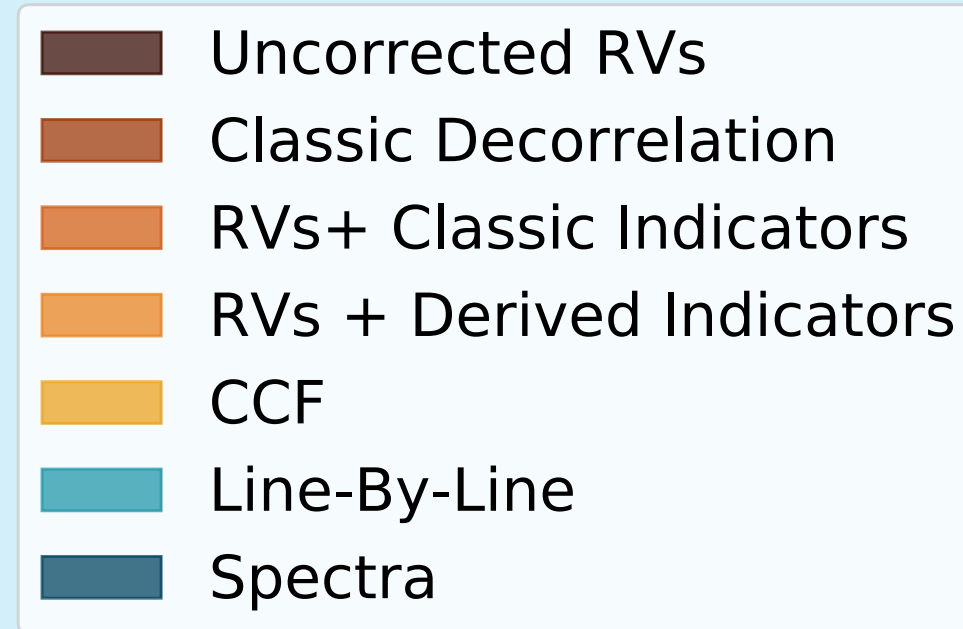 Uncorrected RVs
Classic Decorrelation
RVs+ Classic Indicators
RVs + Derived Indicators
CCF
Line-By-Line
Spectra